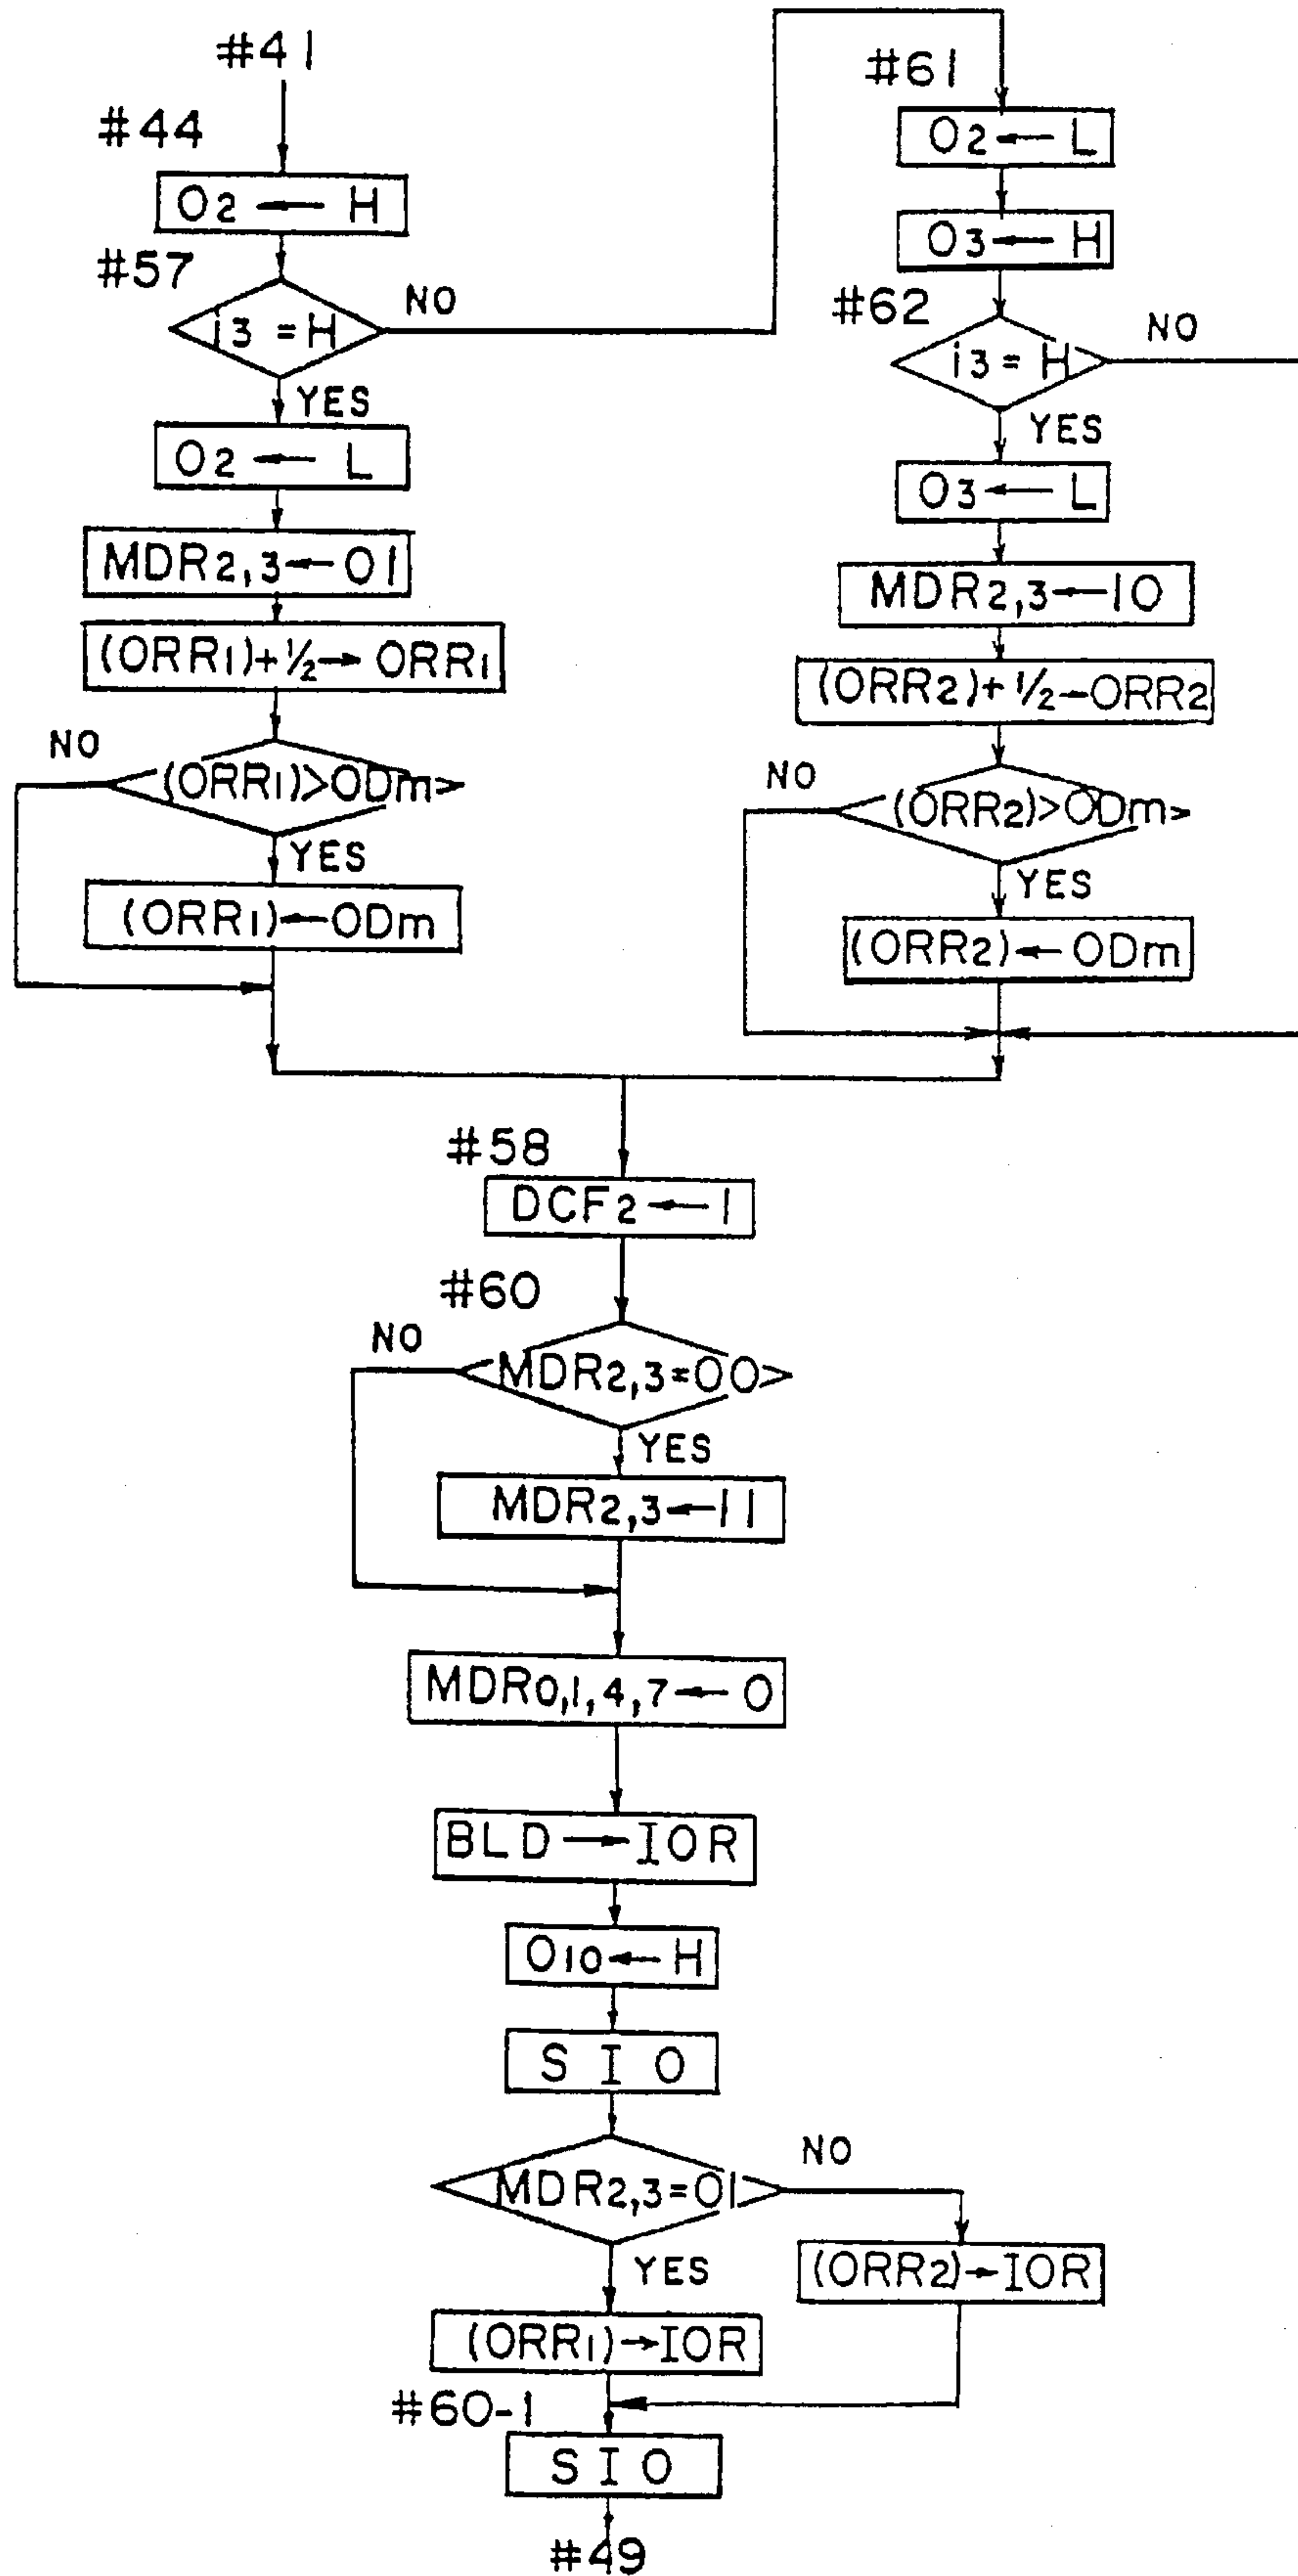 #41
#44
O2 ← H
#57
i3 = H
NO
YES
O2 ← L
MDR2,3 ← 01
(ORR1)+½ → ORR1
NO
(ORR1)>ODm
YES
(ORR1) ← ODm
#61
O2 ← L
O3 ← H
#62
i3 = H
NO
YES
O3 ← L
MDR2,3 ← 10
(ORR2)+½ – ORR2
NO
(ORR2)>ODm
YES
(ORR2) ← ODm
#58
DCF2 ← 1
#60
NO
MDR2,3=00
YES
MDR2,3 ← 11
MDR0,1,4,7 ← 0
BLD → IOR
O10 ← H
SIO
MDR2,3=01
NO
YES
(ORR2) → IOR
(ORR1) → IOR
#60-1
SIO
#49